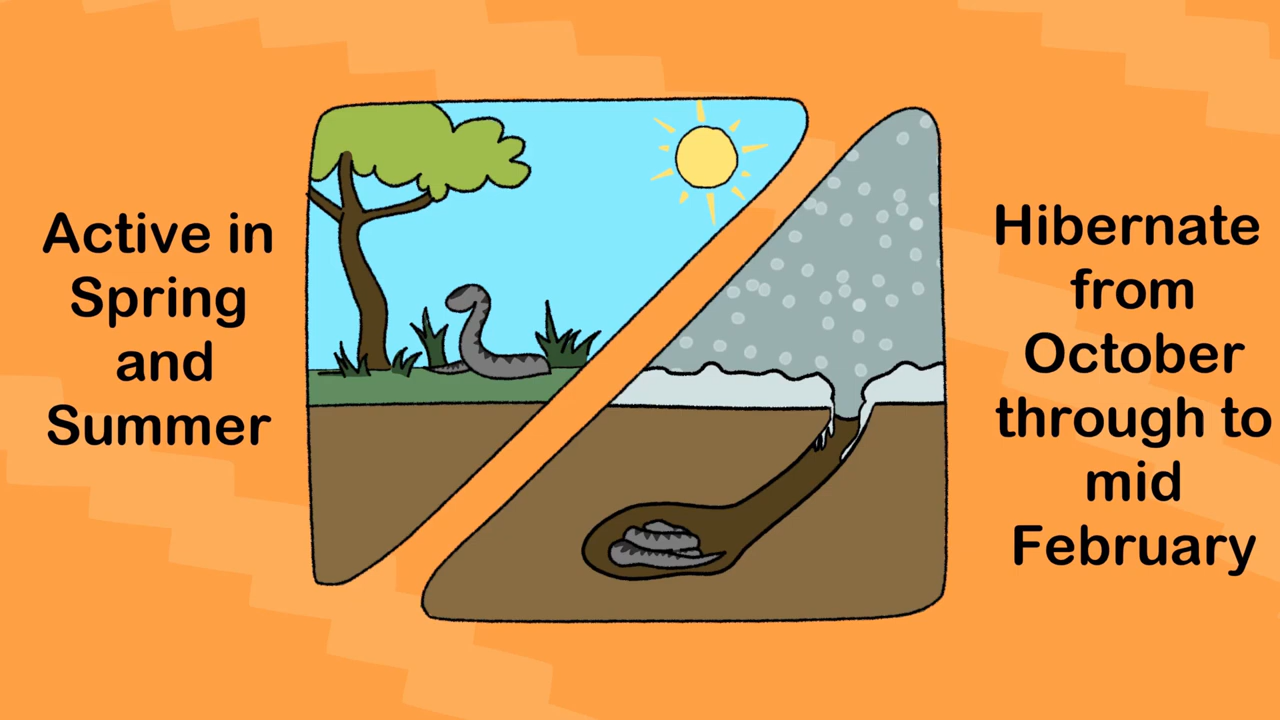 Active in
Spring
and
Summer
Hibernate
from
October
through to
mid
February